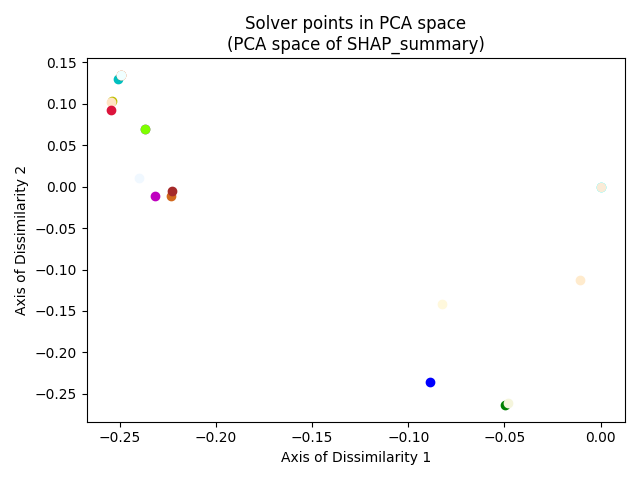 Solver points in PCA space
(PCA space of SHAP_summary)
0.15
0.10
0.05
0.00
−0.05
−0.10
−0.15
−0.20
−0.25
Axis of Dissimilarity 2
−0.25 −0.20 −0.15 −0.10 −0.05 0.00
Axis of Dissimilarity 1